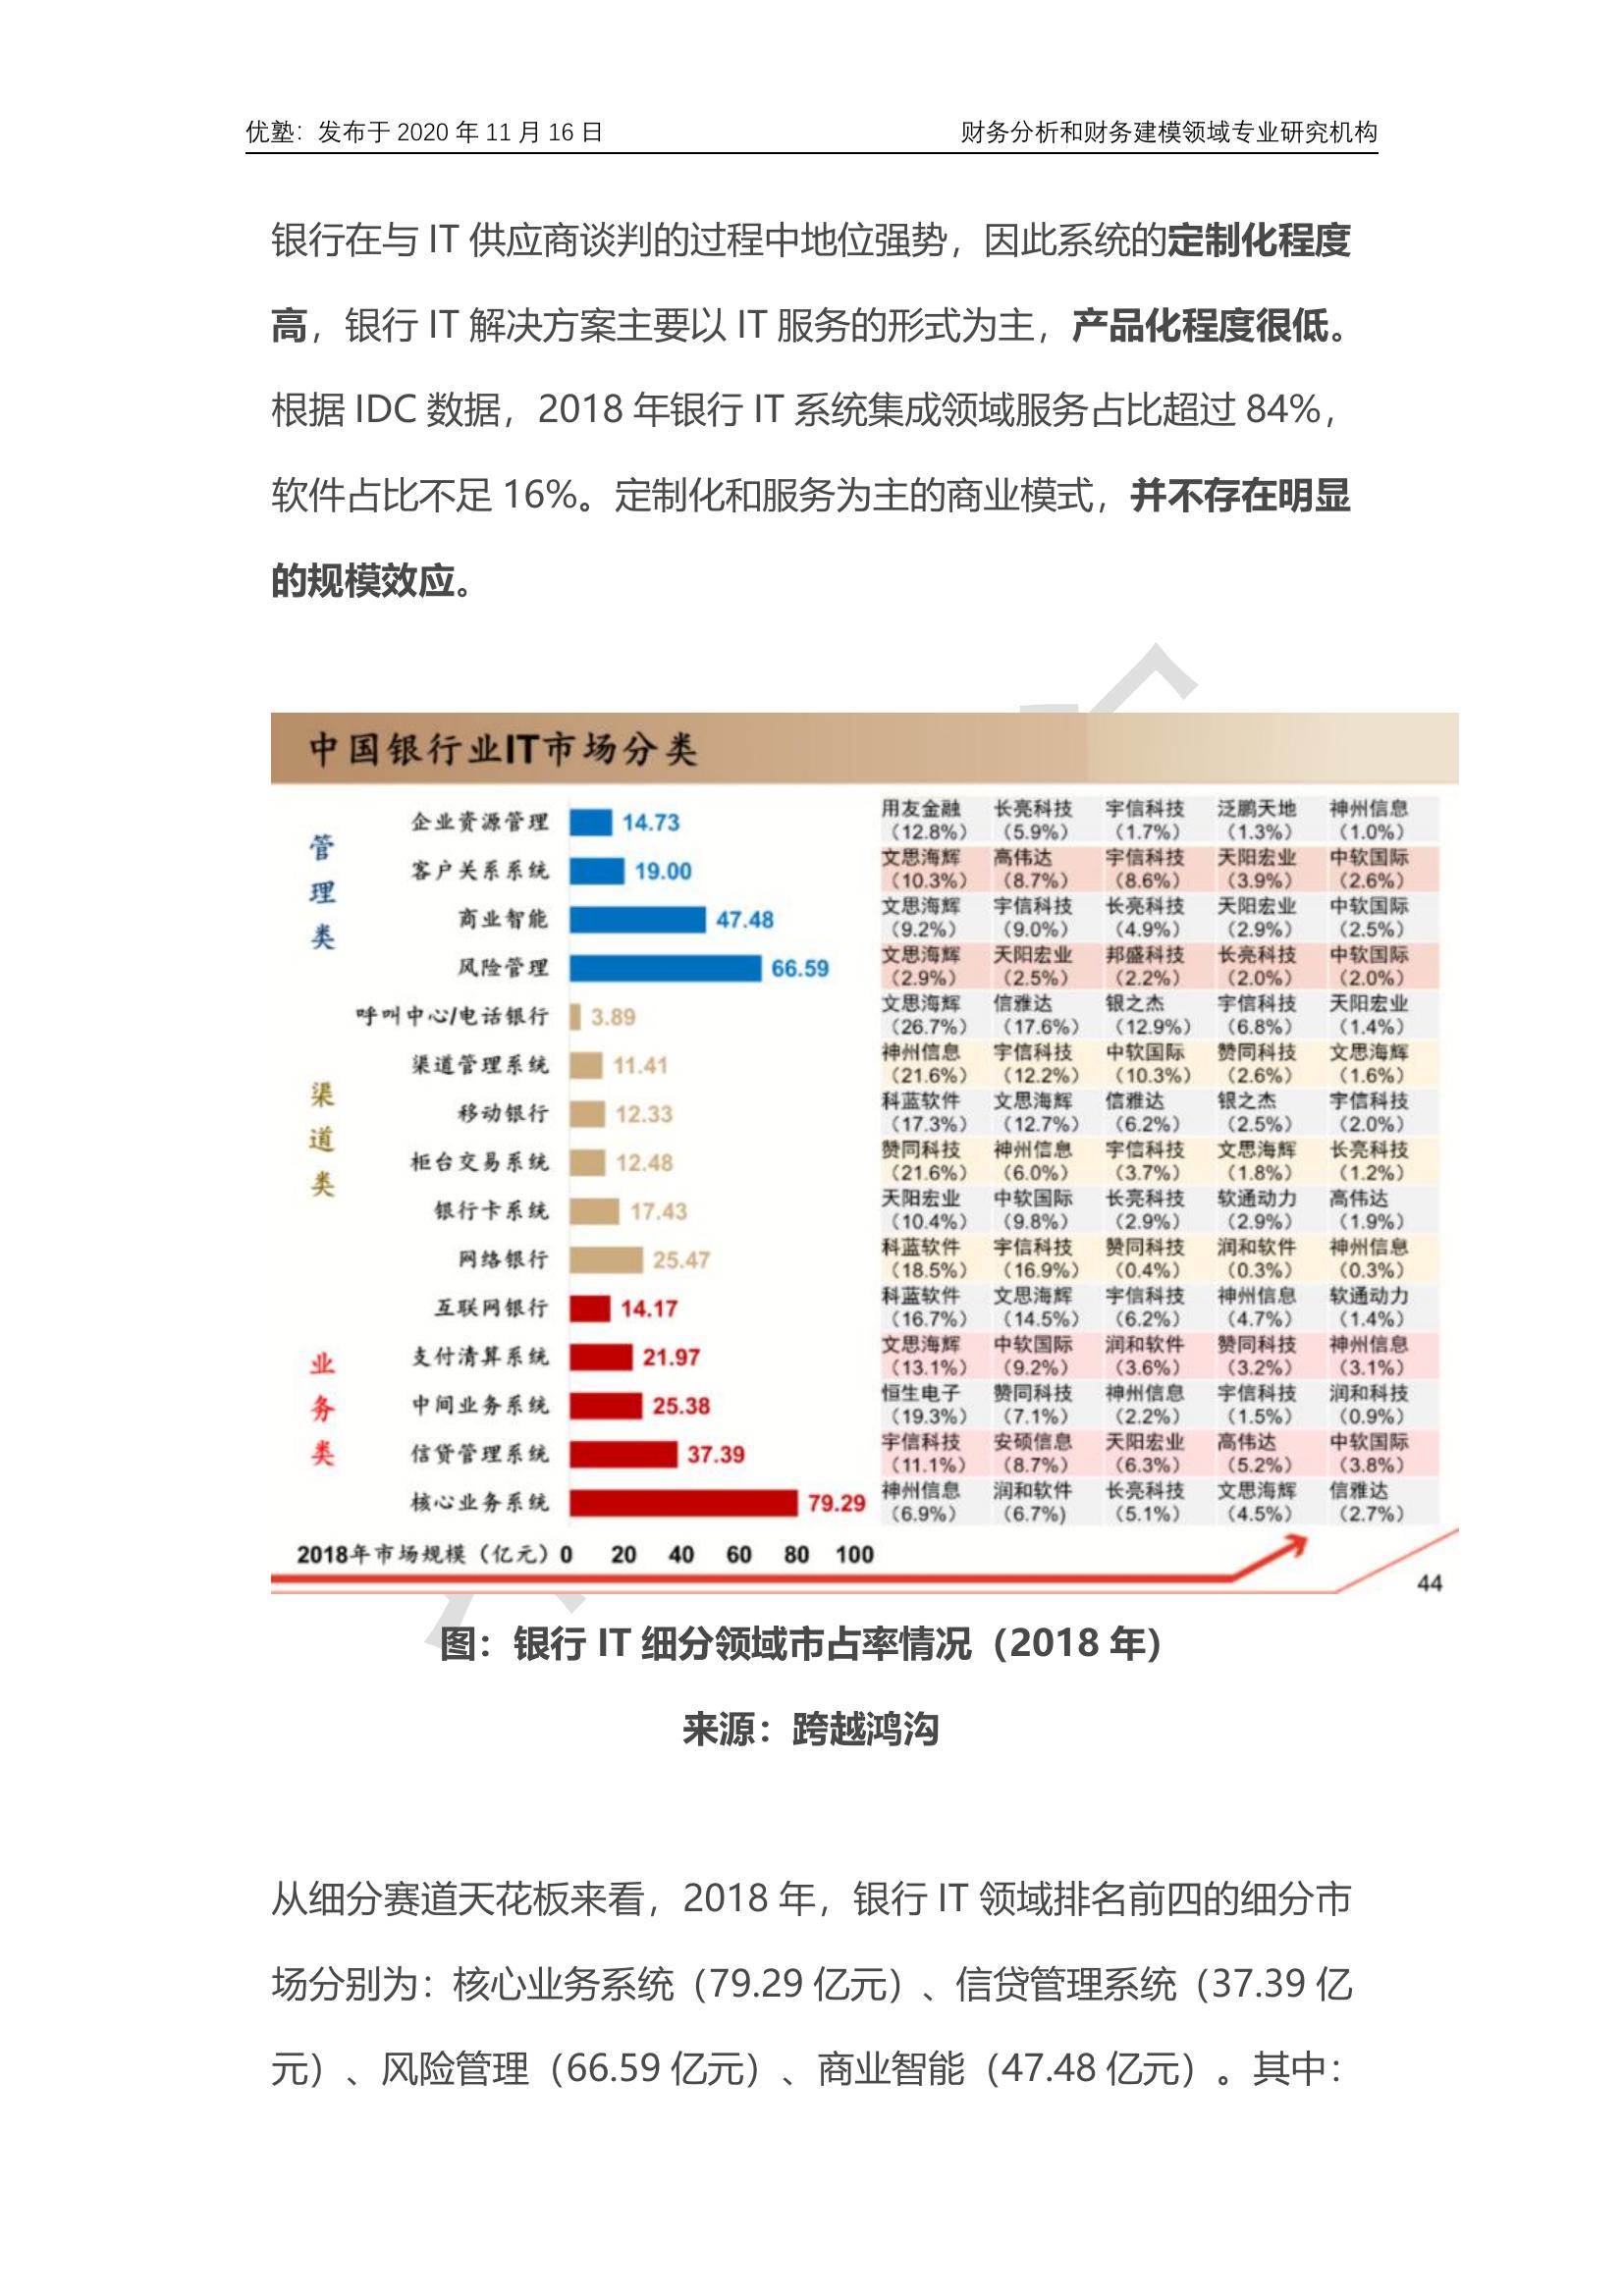 优塾：发布于 2020 年 11 月 16 日
财务分析和财务建模领域专业研究机构
银行在与 IT 供应商谈判的过程中地位强势，因此系统的定制化程度
高，银行 IT 解决方案主要以 IT 服务的形式为主，产品化程度很低。
根据 IDC 数据，2018 年银行 IT 系统集成领域服务占比超过 84%，
软件占比不足 16%。定制化和服务为主的商业模式，并不存在明显
的规模效应。
中国银行业IT市场分类
管理类
企业资源管理 14.73 用友金融 长亮科技 宇信科技 泛鹏天地 神州信息
（12.8%） （5.9%） （1.7%） （1.3%） （1.0%）
客户关系系统 19.00 文思海辉 高伟达 宇信科技 天阳宏业 中软国际
（10.3%） （8.7%） （8.6%） （3.9%） （2.6%）
商业智能 47.48 文思海辉 宇信科技 长亮科技 天阳宏业 中软国际
（9.2%） （9.0%） （4.9%） （2.9%） （2.5%）
风险管理 66.59 文思海辉 天阳宏业 邦盛科技 长亮科技 中软国际
（2.9%） （2.5%） （2.2%） （2.0%） （2.0%）
渠道类
呼叫中心/电话银行 3.89 文思海辉 信雅达 银之杰 宇信科技 天阳宏业
（26.7%） （17.6%） （12.9%） （6.8%） （1.4%）
渠道管理系统 11.41 神州信息 宇信科技 中软国际 赞同科技 文思海辉
（21.6%） （12.2%） （10.3%） （2.6%） （1.6%）
移动银行 12.33 科蓝软件 文思海辉 信雅达 银之杰 宇信科技
（17.3%） （12.7%） （6.2%） （2.5%） （2.0%）
柜台交易系统 12.48 赞同科技 神州信息 宇信科技 文思海辉 长亮科技
（21.6%） （6.0%） （3.7%） （1.8%） （1.2%）
银行卡系统 17.43 天阳宏业 中软国际 长亮科技 软通动力 高伟达
（10.4%） （9.8%） （2.9%） （2.9%） （1.9%）
网络银行 25.47 科蓝软件 宇信科技 赞同科技 润和软件 神州信息
（18.5%） （16.9%） （0.4%） （0.3%） （0.3%）
业务类
互联网银行 14.17 科蓝软件 文思海辉 宇信科技 神州信息 软通动力
（16.7%） （14.5%） （6.2%） （4.7%） （1.4%）
支付清算系统 21.97 文思海辉 中软国际 润和软件 赞同科技 神州信息
（13.1%） （9.2%） （3.6%） （3.2%） （3.1%）
中间业务系统 25.38 恒生电子 赞同科技 神州信息 宇信科技 润和科技
（19.3%） （7.1%） （2.2%） （1.5%） （0.9%）
信贷管理系统 37.39 宇信科技 安硕信息 天阳宏业 高伟达 中软国际
（11.1%） （8.7%） （6.3%） （5.2%） （3.8%）
核心业务系统 79.29 神州信息 润和软件 长亮科技 文思海辉 信雅达
（6.9%） （6.7%) （5.1%） （4.5%） （2.7%）
2018年市场规模（亿元） 0 20 40 60 80 100
44
图：银行 IT 细分领域市占率情况（2018 年）
来源：跨越鸿沟
从细分赛道天花板来看，2018 年，银行 IT 领域排名前四的细分市
场分别为：核心业务系统（79.29 亿元）、信贷管理系统（37.39 亿
元）、风险管理（66.59 亿元）、商业智能（47.48 亿元）。其中：